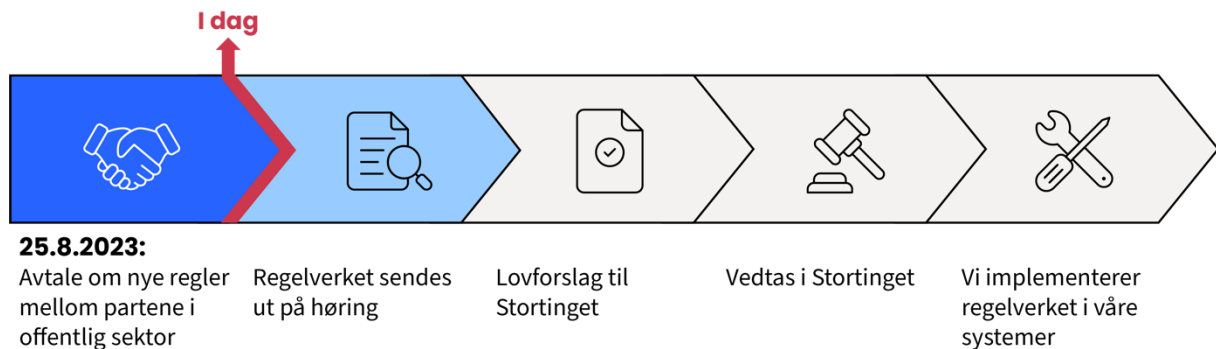 I dag
25.8.2023:
Avtale om nye regler
mellom partene i
offentlig sektor
Regelverket sendes
ut på høring
Lovforslag til
Stortinget
Vedtas i Stortinget
Vi implementerer
regelverket i våre
systemer